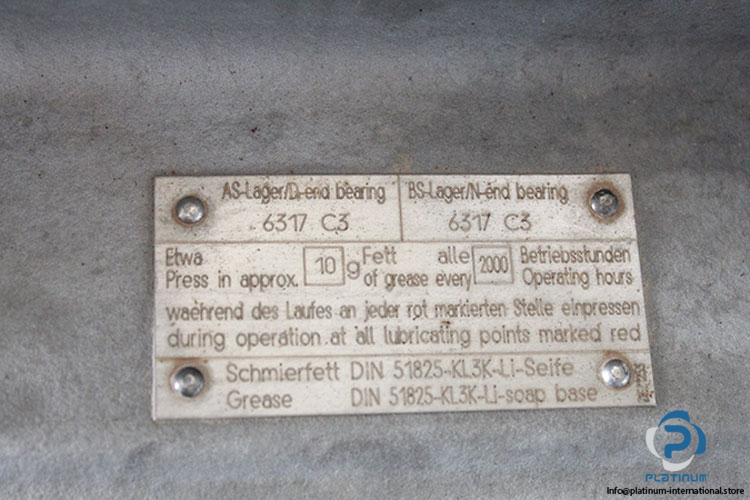 AS-Lager/D-end bearing BS-Lager/N-end bearing
6317 C3 6317 C3
Etwa 10 g Fett alle 2000 Betriebsstunden
Press in approx. of grease every Operating hours
waehrend des Laufes an jeder rot markierten Stelle einpressen
during operation at all lubricating points marked red
Schmierfett DIN 51825-KL3K-Li-Seife
Grease DIN 51825-KL3K-Li-soap base
PLATINUM
Info@platinum-international.store